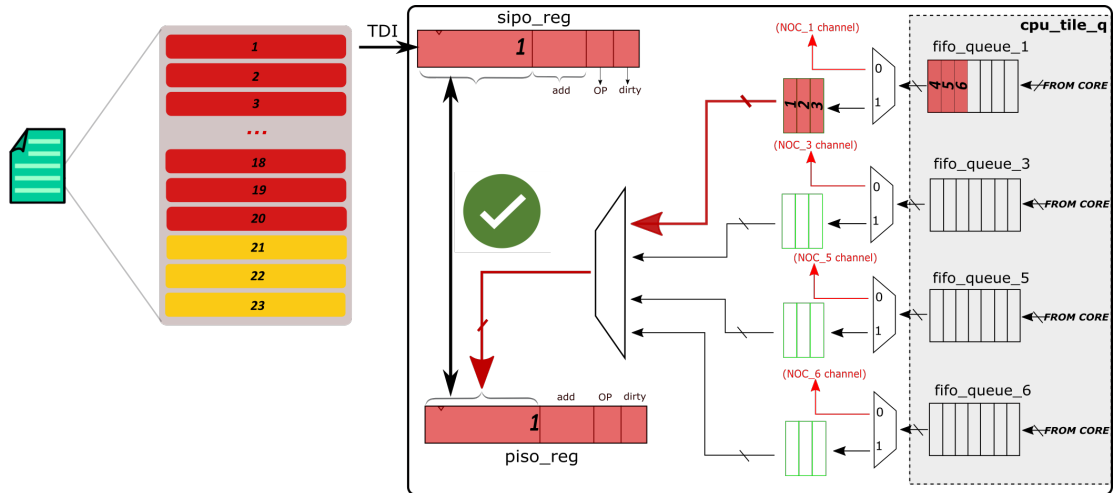 1
2
3
...
18
19
20
21
22
23
TDI
sipo_reg
1
add
OP
dirty
1
add
OP
dirty
piso_reg
(NOC_1 channel)
0
1
1 2 3
(NOC_3 channel)
0
1
(NOC_5 channel)
0
1
(NOC_6 channel)
0
1
cpu_tile_q
fifo_queue_1
4 5 6
FROM CORE
fifo_queue_3
FROM CORE
fifo_queue_5
FROM CORE
fifo_queue_6
FROM CORE